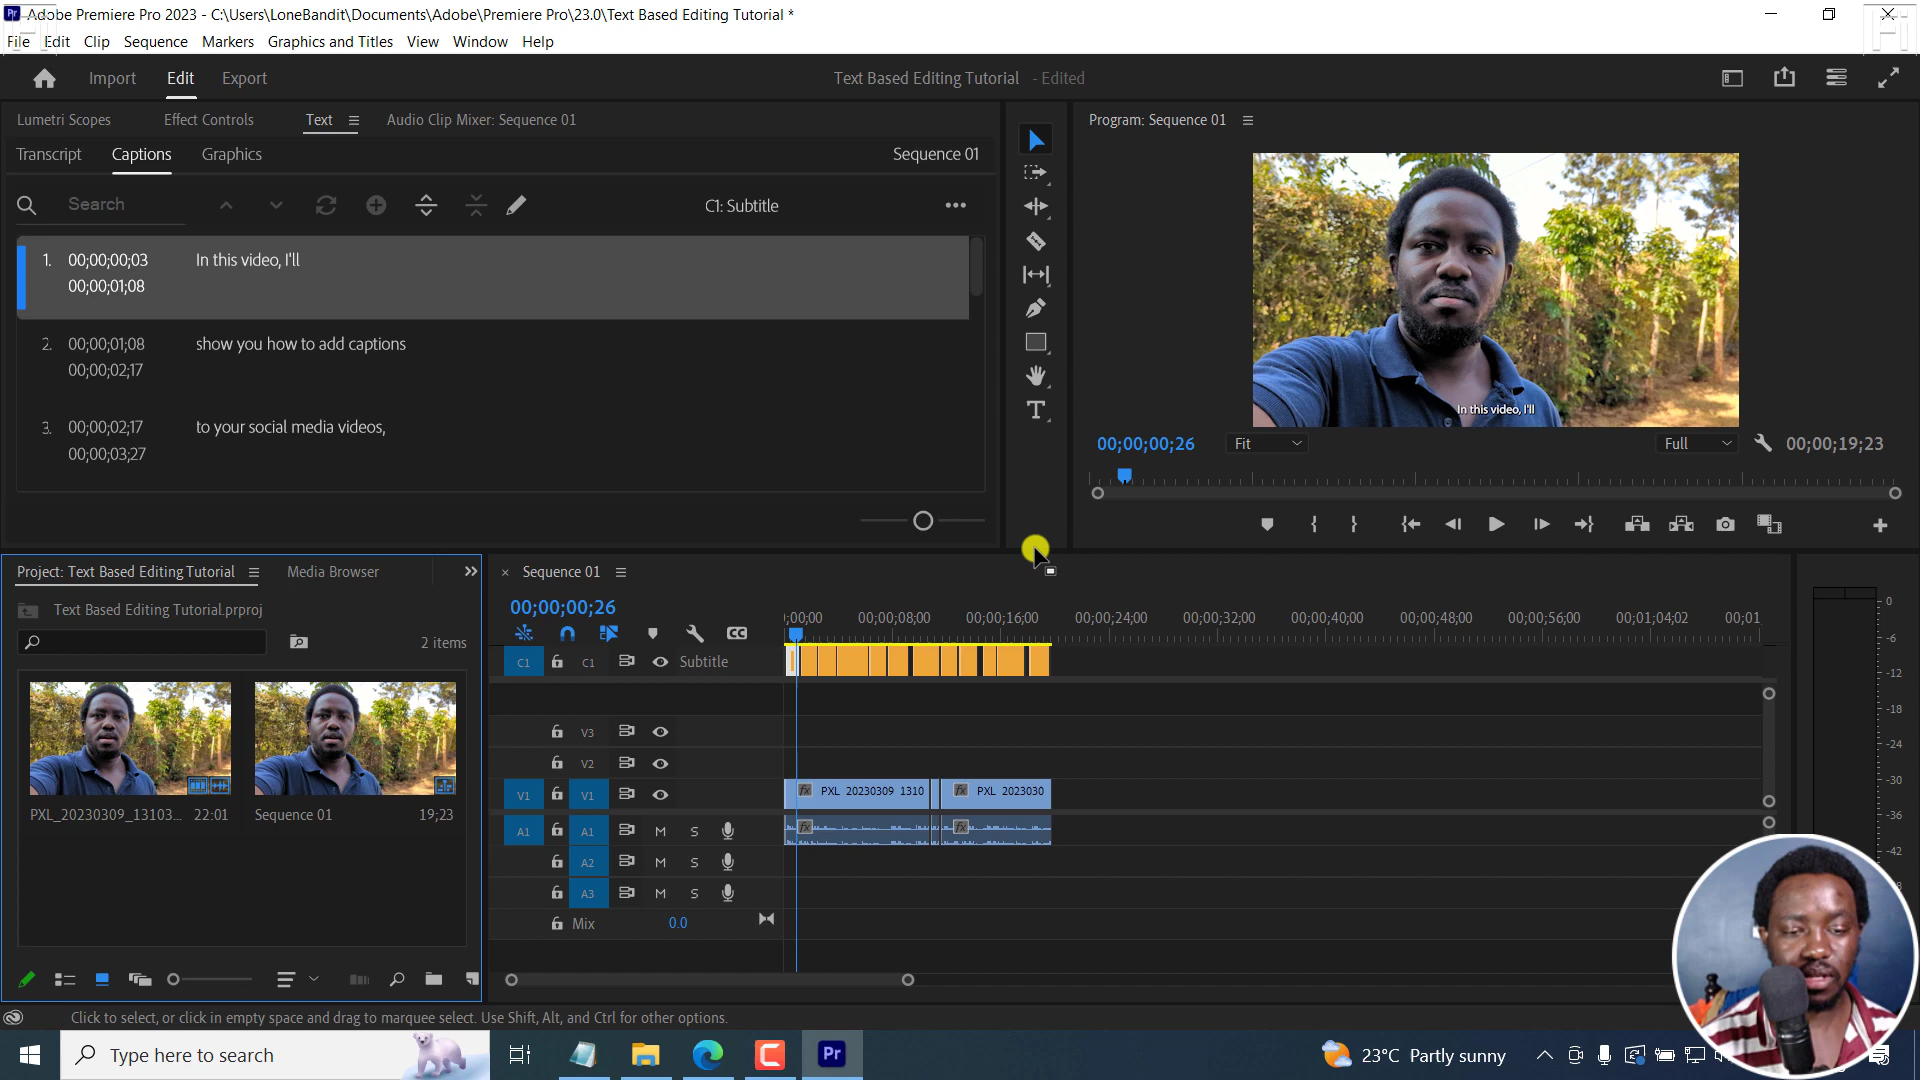 Pr Adobe Premiere Pro 2023 - C:\Users\LoneBandit\Documents\Adobe\Premiere Pro\23.0\Text Based Editing Tutorial *
File Edit Clip Sequence Markers Graphics and Titles View Window Help
Import Edit Export
Text Based Editing Tutorial - Edited
Lumetri Scopes Effect Controls Text Audio Clip Mixer: Sequence 01
Transcript Captions Graphics Sequence 01
Search
C1: Subtitle
1. 00;00;00;03 In this video, I'll
00;00;01;08
2. 00;00;01;08 show you how to add captions
00;00;02;17
3. 00;00;02;17 to your social media videos,
00;00;03;27
Program: Sequence 01
In this video, I'll
00;00;00;26 Fit Full 00;00;19;23
Project: Text Based Editing Tutorial Media Browser
Text Based Editing Tutorial.prproj
2 items
PXL_20230309_13103... 22:01
Sequence 01 19;23
Sequence 01
00;00;00;26
;00;00 00;00;08;00 00;00;16;00 00;00;24;00 00;00;32;00 00;00;40;00 00;00;48;00 00;00;56;00 00;01;04;02 00;01
CC
C1 C1 Subtitle
V3
V2
V1 V1 fx PXL_20230309_1310 fx PXL_202303
A1 A1 M S fx fx
A2 M S
A3 M S
Mix 0.0
0
-6
-12
-18
-24
-30
-36
-42
Click to select, or click in empty space and drag to marquee select. Use Shift, Alt, and Ctrl for other options.
Type here to search
Pr
23°C Partly sunny